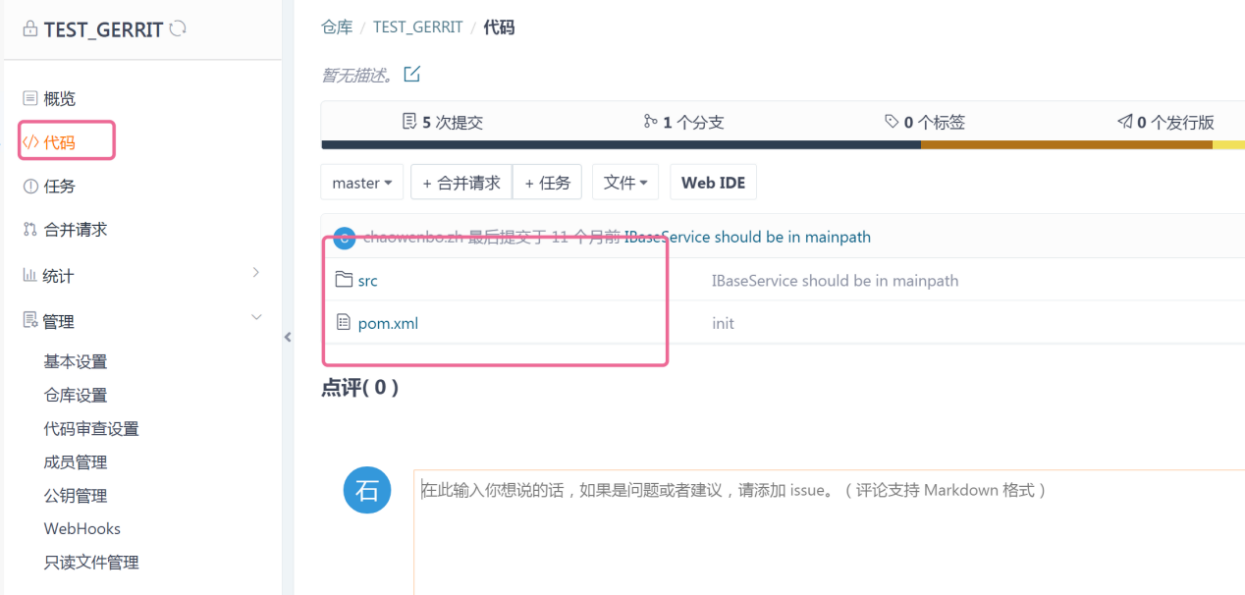 TEST_GERRIT
概览
代码
任务
合并请求
统计
管理
基本设置
仓库设置
代码审查设置
成员管理
公钥管理
WebHooks
只读文件管理
仓库 / TEST_GERRIT / 代码
暂无描述。
5 次提交 1 个分支 0 个标签 0 个发行版
master + 合并请求 + 任务 文件 Web IDE
chaowenbo.zh 最后提交于 11 个月前 IBaseService should be in mainpath
src IBaseService should be in mainpath
pom.xml init
点评( 0 )
石
在此输入你想说的话，如果是问题或者建议，请添加 issue。（评论支持 Markdown 格式）